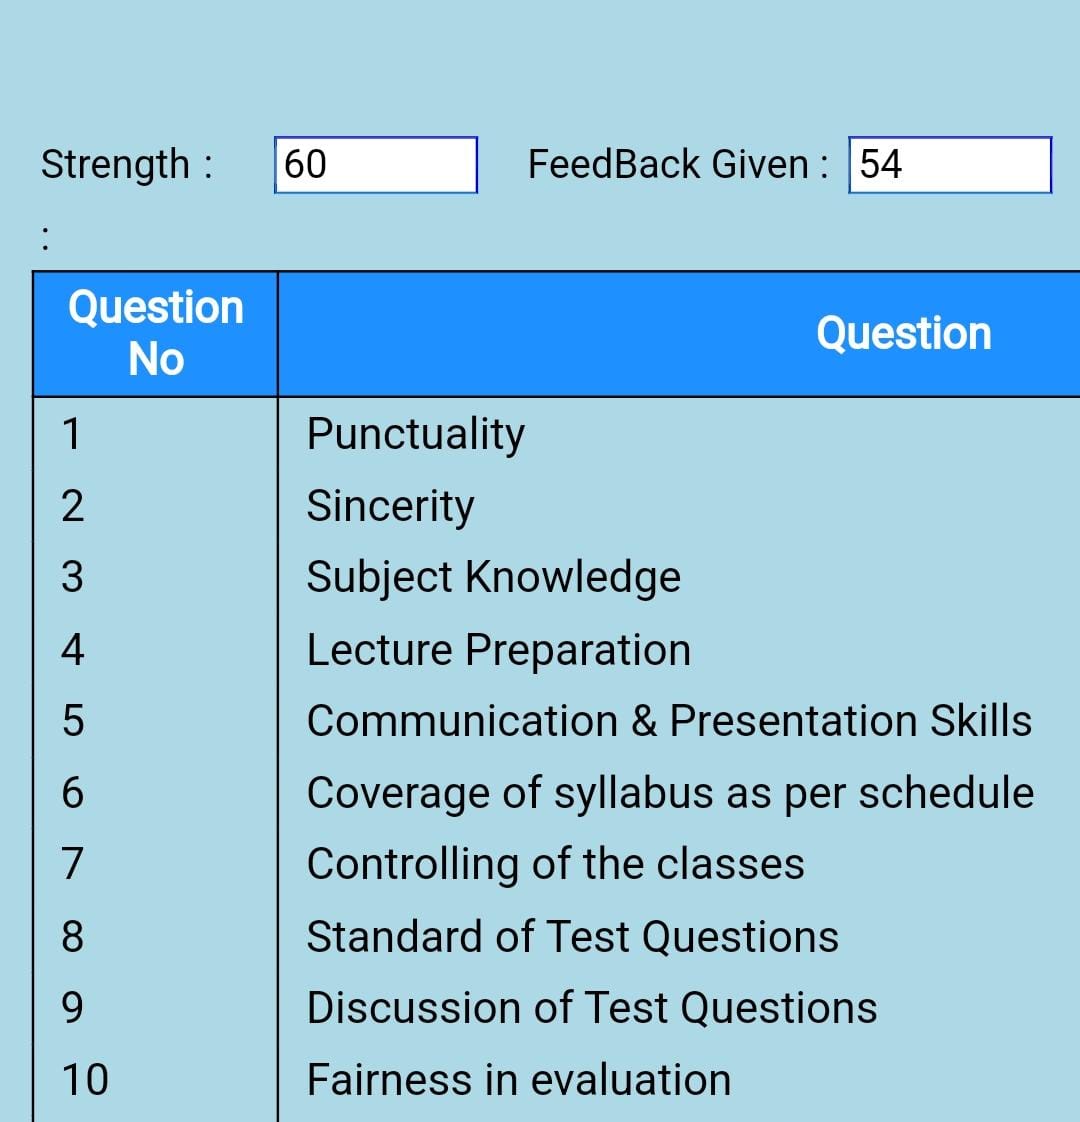 Strength : 60 FeedBack Given : 54
:
Question No Question
1 Punctuality
2 Sincerity
3 Subject Knowledge
4 Lecture Preparation
5 Communication & Presentation Skills
6 Coverage of syllabus as per schedule
7 Controlling of the classes
8 Standard of Test Questions
9 Discussion of Test Questions
10 Fairness in evaluation